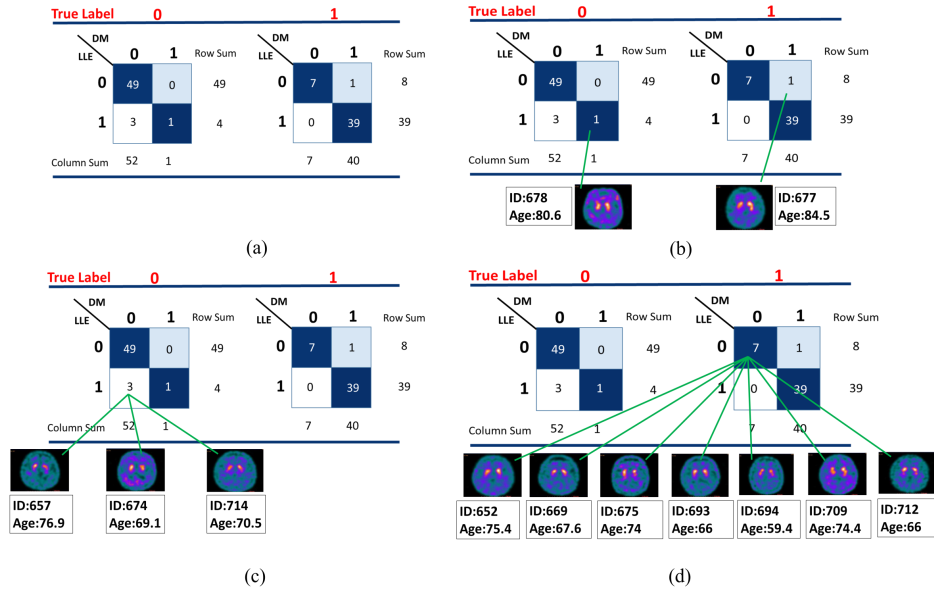 True Label 0 1
DM DM
LLE 0 1 Row Sum LLE 0 1 Row Sum
0 49 0 49 0 7 1 8
1 3 1 4 1 0 39 39
Column Sum 52 1 7 40
(a)
True Label 0 1
DM DM
LLE 0 1 Row Sum LLE 0 1 Row Sum
0 49 0 49 0 7 1 8
1 3 1 4 1 0 39 39
Column Sum 52 1 7 40
ID:678 ID:677
Age:80.6 Age:84.5
(b)
True Label 0 1
DM DM
LLE 0 1 Row Sum LLE 0 1 Row Sum
0 49 0 49 0 7 1 8
1 3 1 4 1 0 39 39
Column Sum 52 1 7 40
ID:657 ID:674 ID:714
Age:76.9 Age:69.1 Age:70.5
(c)
True Label 0 1
DM DM
LLE 0 1 Row Sum LLE 0 1 Row Sum
0 49 0 49 0 7 1 8
1 3 1 4 1 0 39 39
Column Sum 52 1 7 40
ID:652 ID:669 ID:675 ID:693 ID:694 ID:709 ID:712
Age:75.4 Age:67.6 Age:74 Age:66 Age:59.4 Age:74.4 Age:66
(d)